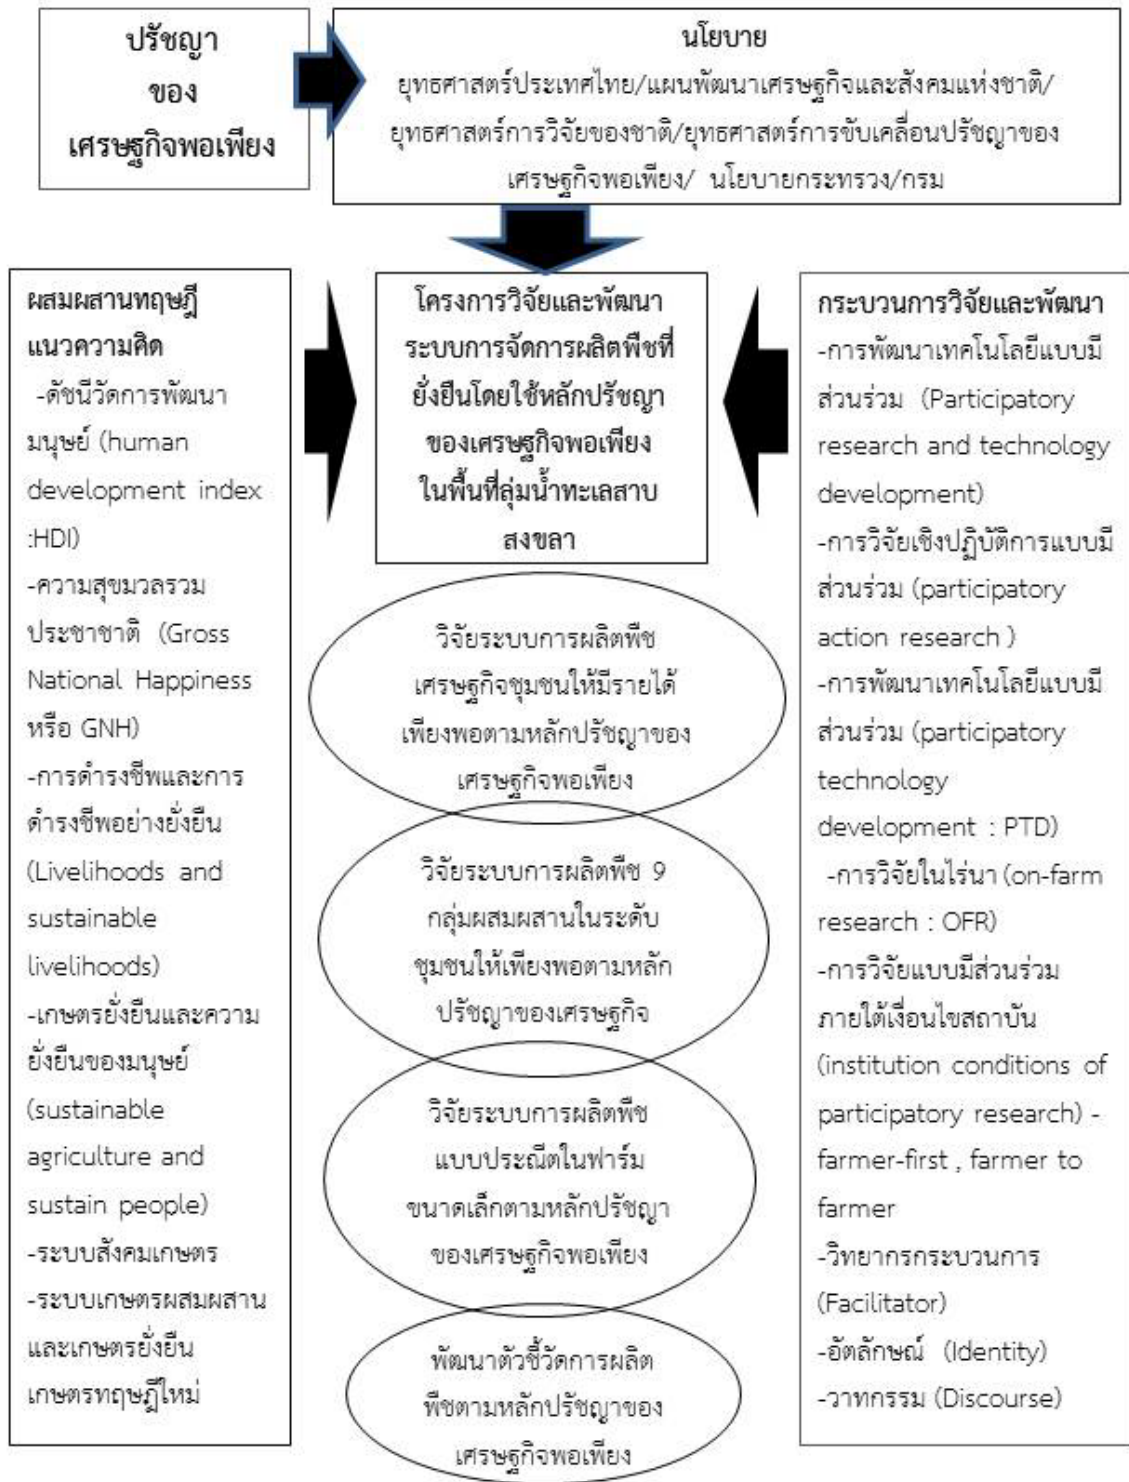 ปรัชญา
ของ
เศรษฐกิจพอเพียง
นโยบาย
ยุทธศาสตร์ประเทศไทย/แผนพัฒนาเศรษฐกิจและสังคมแห่งชาติ/
ยุทธศาสตร์การวิจัยของชาติ/ยุทธศาสตร์การขับเคลื่อนปรัชญาของ
เศรษฐกิจพอเพียง/ นโยบายกระทรวง/กรม
ผสมผสานทฤษฎี
แนวความคิด
-ดัชนีวัดการพัฒนา
มนุษย์ (human
development index
:HDI)
-ความสุขมวลรวม
ประชาชาติ (Gross
National Happiness
หรือ GNH)
-การดำรงชีพและการ
ดำรงชีพอย่างยั่งยืน
(Livelihoods and
sustainable
livelihoods)
-เกษตรยั่งยืนและความ
ยั่งยืนของมนุษย์
(sustainable
agriculture and
sustain people)
-ระบบสังคมเกษตร
-ระบบเกษตรผสมผสาน
และเกษตรยั่งยืน
เกษตรทฤษฎีใหม่
โครงการวิจัยและพัฒนา
ระบบการจัดการผลิตพืชที่
ยั่งยืนโดยใช้หลักปรัชญา
ของเศรษฐกิจพอเพียง
ในพื้นที่ลุ่มน้ำทะเลสาบ
สงขลา
วิจัยระบบการผลิตพืช
เศรษฐกิจชุมชนให้มีรายได้
เพียงพอตามหลักปรัชญาของ
เศรษฐกิจพอเพียง
วิจัยระบบการผลิตพืช 9
กลุ่มผสมผสานในระดับ
ชุมชนให้เพียงพอตามหลัก
ปรัชญาของเศรษฐกิจ
วิจัยระบบการผลิตพืช
แบบประณีตในฟาร์ม
ขนาดเล็กตามหลักปรัชญา
ของเศรษฐกิจพอเพียง
พัฒนาตัวชี้วัดการผลิต
พืชตามหลักปรัชญาของ
เศรษฐกิจพอเพียง
กระบวนการวิจัยและพัฒนา
-การพัฒนาเทคโนโลยีแบบมี
ส่วนร่วม (Participatory
research and technology
development)
-การวิจัยเชิงปฏิบัติการแบบมี
ส่วนร่วม (participatory
action research )
-การพัฒนาเทคโนโลยีแบบมี
ส่วนร่วม (participatory
technology
development : PTD)
-การวิจัยในไร่นา (on-farm
research : OFR)
-การวิจัยแบบมีส่วนร่วม
ภายใต้เงื่อนไขสถาบัน
(institution conditions of
participatory research) -
farmer-first , farmer to
farmer
-วิทยากรกระบวนการ
(Facilitator)
-อัตลักษณ์ (Identity)
-วาทกรรม (Discourse)